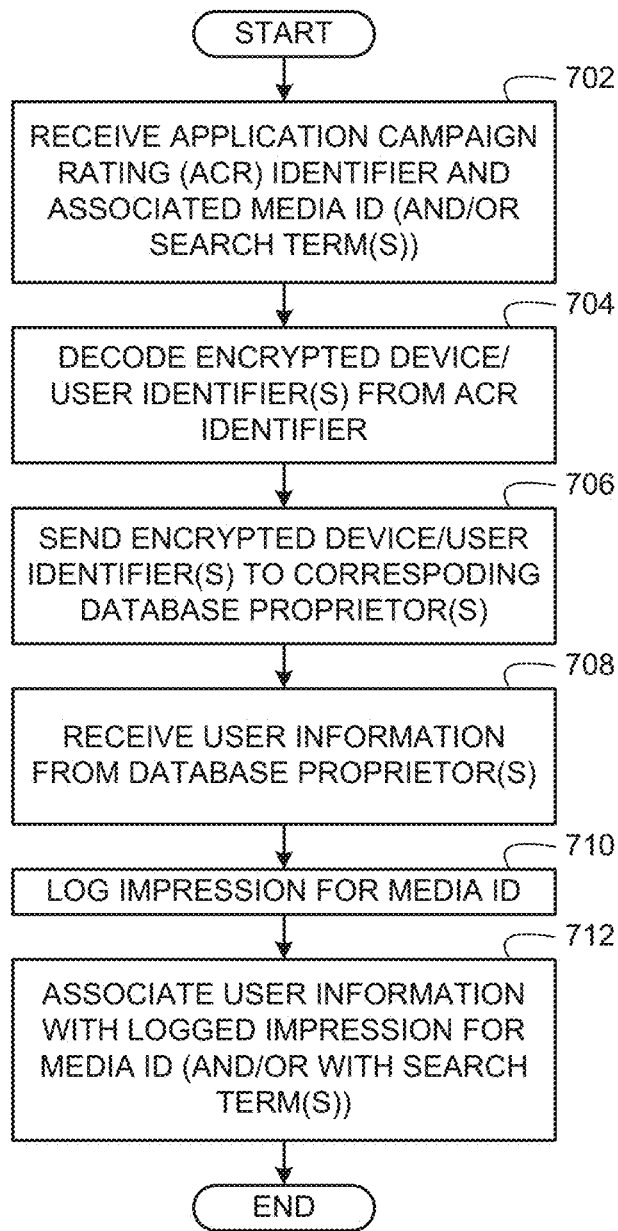 START
702
RECEIVE APPLICATION CAMPAIGN
RATING (ACR) IDENTIFIER AND
ASSOCIATED MEDIA ID (AND/OR
SEARCH TERM(S))
704
DECODE ENCRYPTED DEVICE/
USER IDENTIFIER(S) FROM ACR
IDENTIFIER
706
SEND ENCRYPTED DEVICE/USER
IDENTIFIER(S) TO CORRESPODING
DATABASE PROPRIETOR(S)
708
RECEIVE USER INFORMATION
FROM DATABASE PROPRIETOR(S)
710
LOG IMPRESSION FOR MEDIA ID
712
ASSOCIATE USER INFORMATION
WITH LOGGED IMPRESSION FOR
MEDIA ID (AND/OR WITH SEARCH
TERM(S))
END